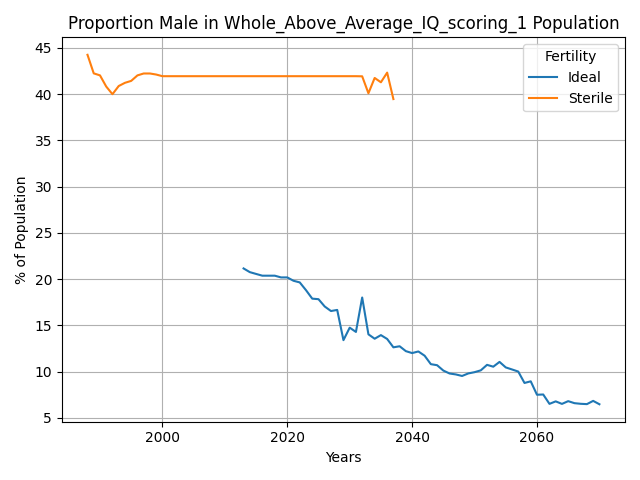 Proportion Male in Whole_Above_Average_IQ_scoring_1 Population
Fertility
Ideal
Sterile
% of Population
45
40
35
30
25
20
15
10
5
2000
2020
2040
2060
Years